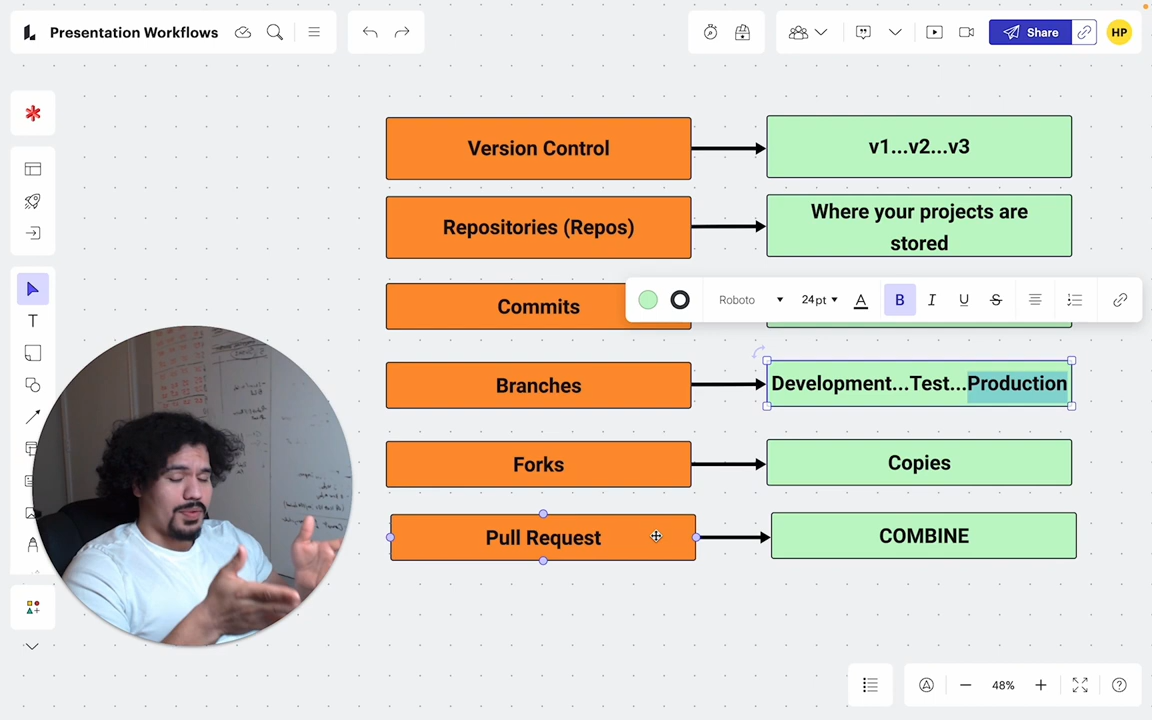 Presentation Workflows
Share
HP
Version Control
v1...v2...v3
Repositories (Repos)
Where your projects are
stored
Commits
Roboto
24pt
A
B
I
U
S
Branches
Development...Test...Production
Forks
Copies
Pull Request
COMBINE
T
48%